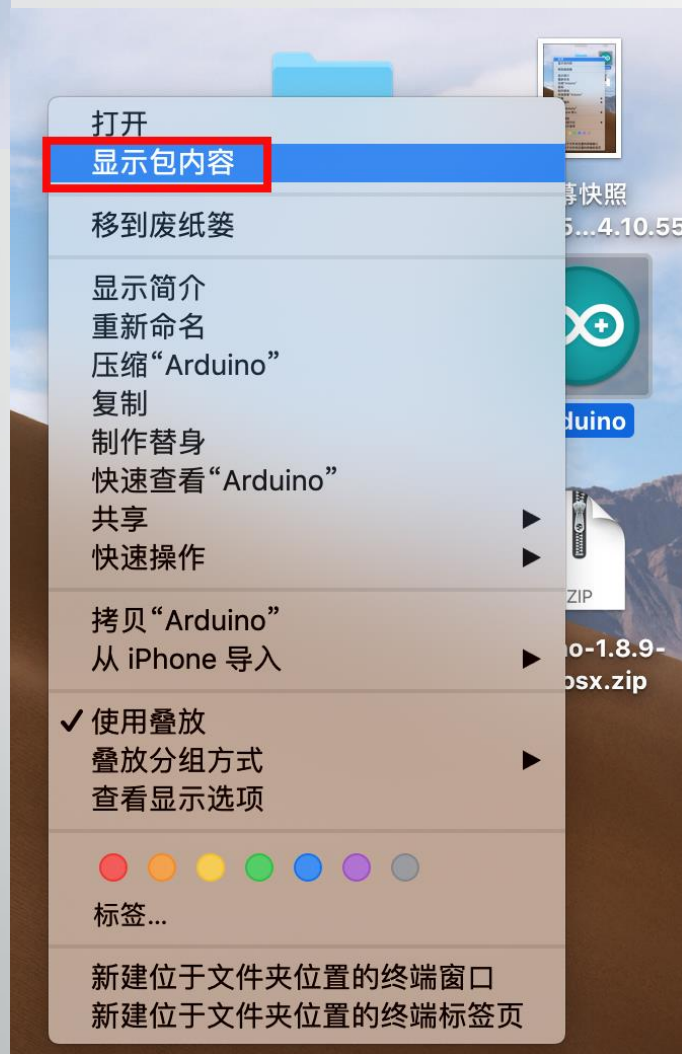 打开
显示包内容
移到废纸篓
显示简介
重新命名
压缩“Arduino”
复制
制作替身
快速查看“Arduino”
共享
快速操作
拷贝“Arduino”
从 iPhone 导入
使用叠放
叠放分组方式
查看显示选项
标签...
新建位于文件夹位置的终端窗口
新建位于文件夹位置的终端标签页
快照
5...4.10.55
duino
ZIP
o-1.8.9-
osx.zip